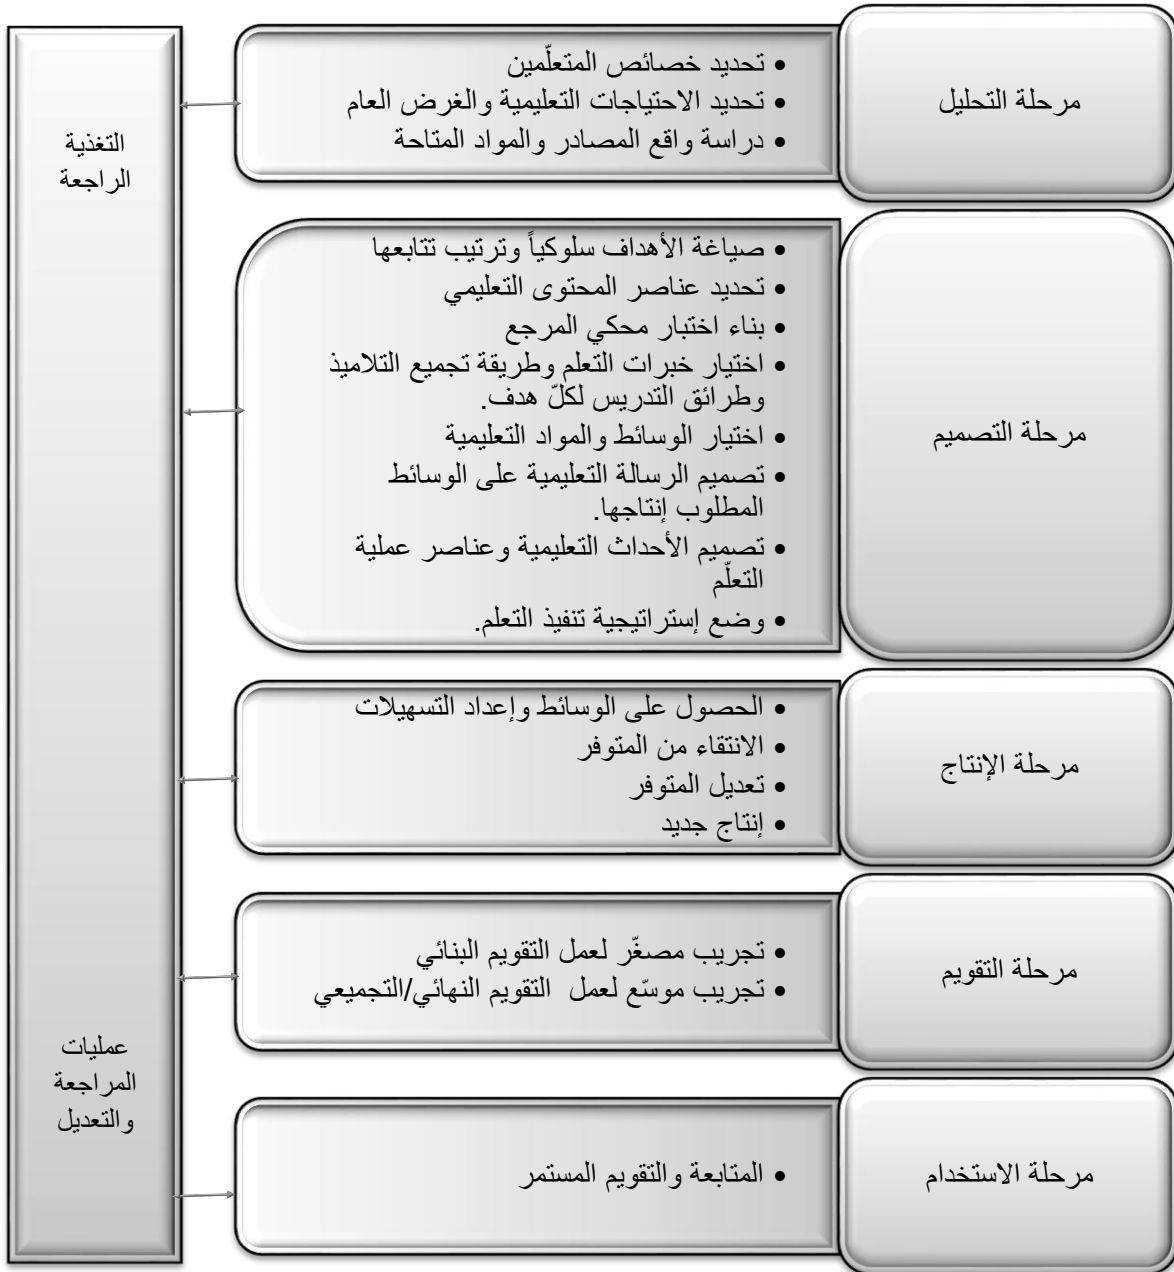 مرحلة التحليل
• تحديد خصائص المتعلّمين
• تحديد الاحتياجات التعليمية والغرض العام
• دراسة واقع المصادر والمواد المتاحة
مرحلة التصميم
• صياغة الأهداف سلوكياً وترتيب تتابعها
• تحديد عناصر المحتوى التعليمي
• بناء اختبار محكي المرجع
• اختيار خبرات التعلم وطريقة تجميع التلاميذ
وطرائق التدريس لكلّ هدف.
• اختيار الوسائط والمواد التعليمية
• تصميم الرسالة التعليمية على الوسائط
المطلوب إنتاجها.
• تصميم الأحداث التعليمية وعناصر عملية
التعلّم
• وضع إستراتيجية تنفيذ التعلم.
مرحلة الإنتاج
• الحصول على الوسائط وإعداد التسهيلات
• الانتقاء من المتوفر
• تعديل المتوفر
• إنتاج جديد
مرحلة التقويم
• تجريب مصغّر لعمل التقويم البنائي
• تجريب موسّع لعمل التقويم النهائي/التجميعي
مرحلة الاستخدام
• المتابعة والتقويم المستمر
التغذية
الراجعة
عمليات
المراجعة
والتعديل